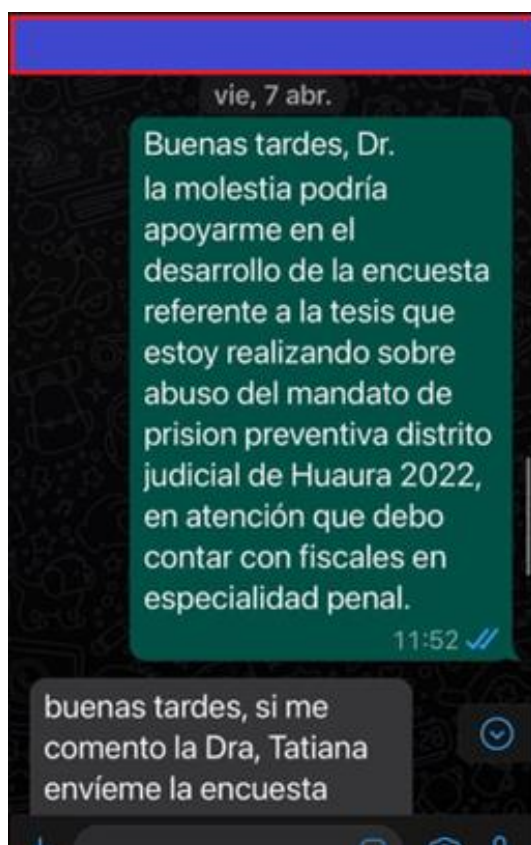 vie, 7 abr.
Buenas tardes, Dr.
la molestia podría
apoyarme en el
desarrollo de la encuesta
referente a la tesis que
estoy realizando sobre
abuso del mandato de
prision preventiva distrito
judicial de Huaura 2022,
en atención que debo
contar con fiscales en
especialidad penal.
11:52
buenas tardes, si me
comento la Dra, Tatiana
envíeme la encuesta